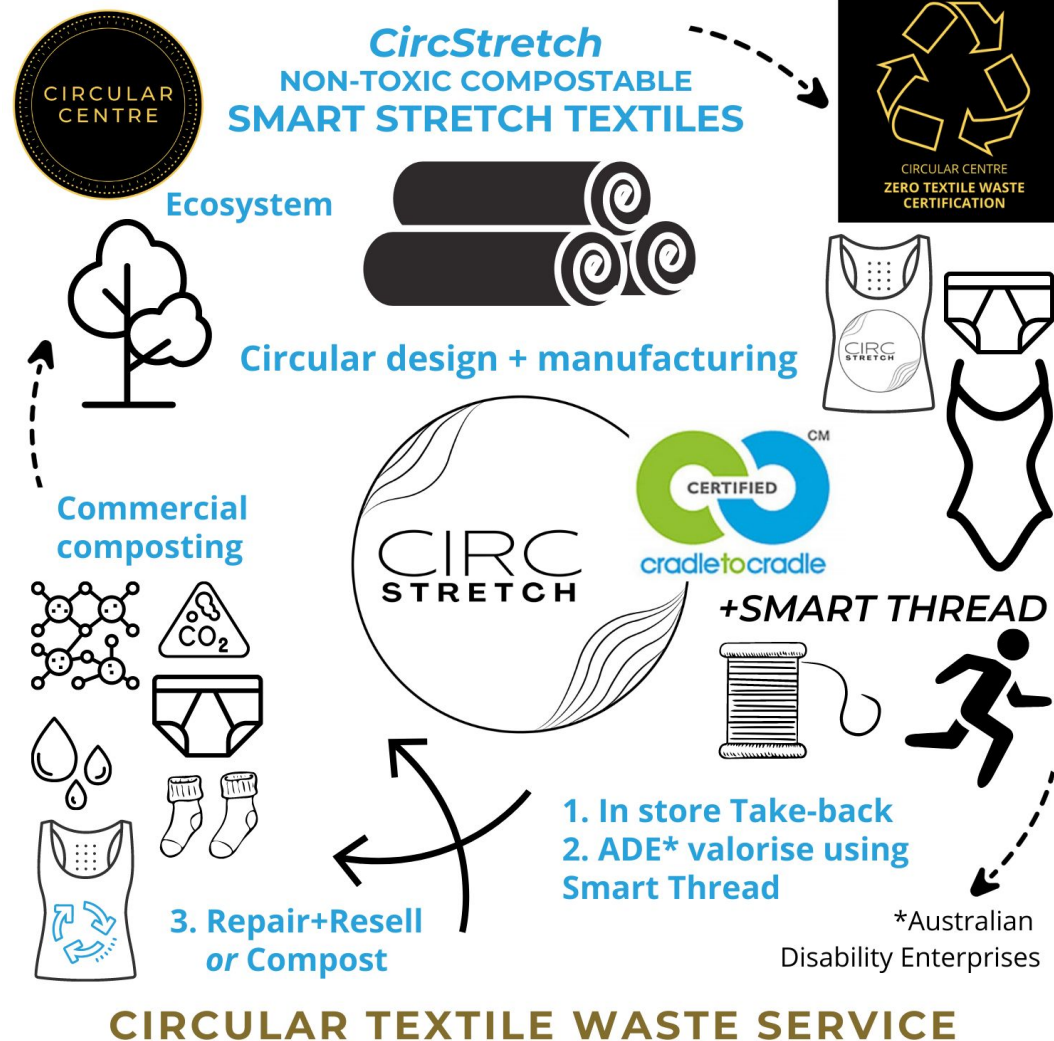 CIRCULAR
CENTRE
CircStretch
NON-TOXIC COMPOSTABLE
SMART STRETCH TEXTILES
CIRCULAR CENTRE
ZERO TEXTILE WASTE
CERTIFICATION
Ecosystem
Circular design + manufacturing
CIRC
STRETCH
CM
CERTIFIED
cradletocradle
CIRC
STRETCH
Commercial
composting
CO2
+SMART THREAD
1. In store Take-back
2. ADE* valorise using
Smart Thread
3. Repair+Resell
or Compost
*Australian
Disability Enterprises
CIRCULAR TEXTILE WASTE SERVICE